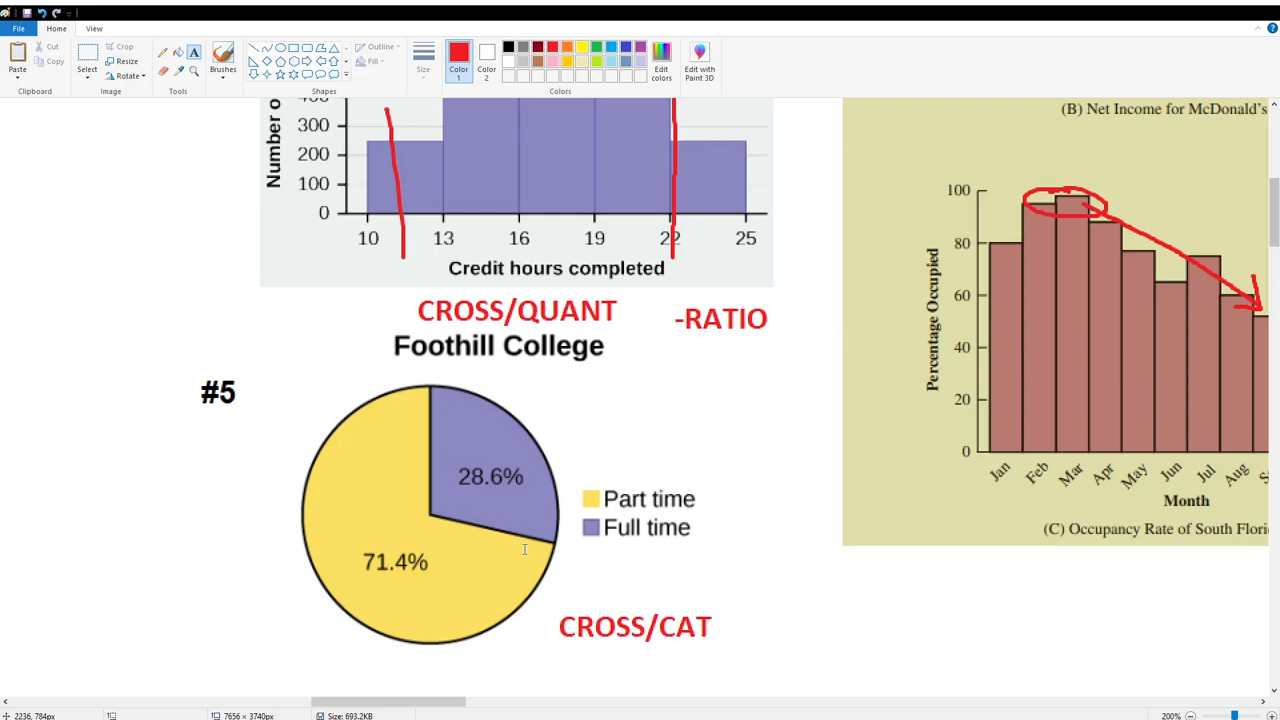 File
Home
View
Paste
Cut
Copy
Clipboard
Select
Crop
Resize
Rotate
Image
Tools
Brushes
Shapes
Outline
Fill
Size
Color
1
Color
2
Edit
colors
Colors
Edit with
Paint 3D
Number o
400
300
200
100
0
10
13
16
19
22
25
Credit hours completed
CROSS/QUANT
-RATIO
Foothill College
#5
28.6%
71.4%
Part time
Full time
CROSS/CAT
(B) Net Income for McDonald's
Percentage Occupied
100
80
60
40
20
0
Jan
Feb
Mar
Apr
May
Jun
Jul
Aug
Month
(C) Occupancy Rate of South Flori
2236, 784px
7656 × 3740px
Size: 693.2KB
200%